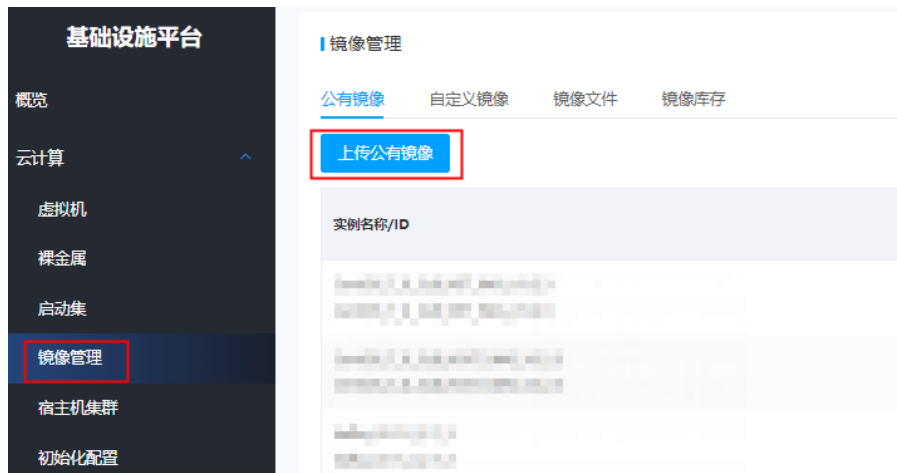 基础设施平台
概览
云计算
虚拟机
裸金属
启动集
镜像管理
宿主机集群
初始化配置
镜像管理
公有镜像 自定义镜像 镜像文件 镜像库存
上传公有镜像
实例名称/ID